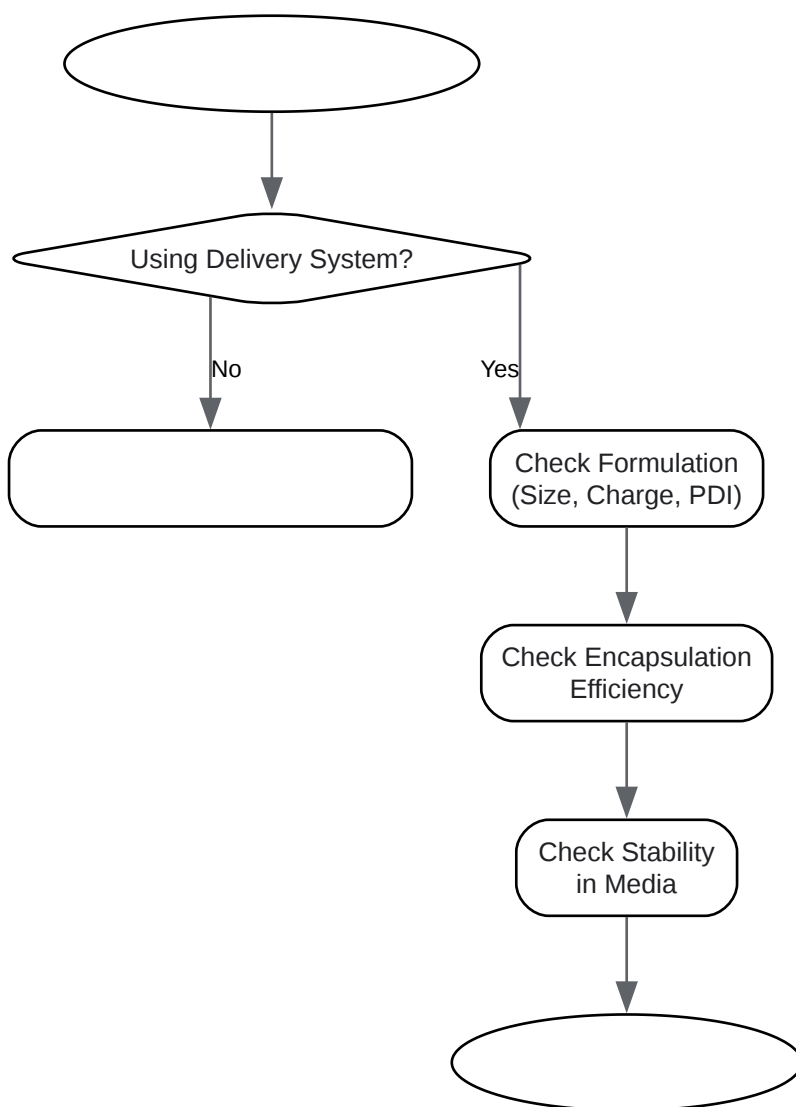 Using Delivery System?
No
Yes
Check Formulation
(Size, Charge, PDI)
Check Encapsulation
Efficiency
Check Stability
in Media